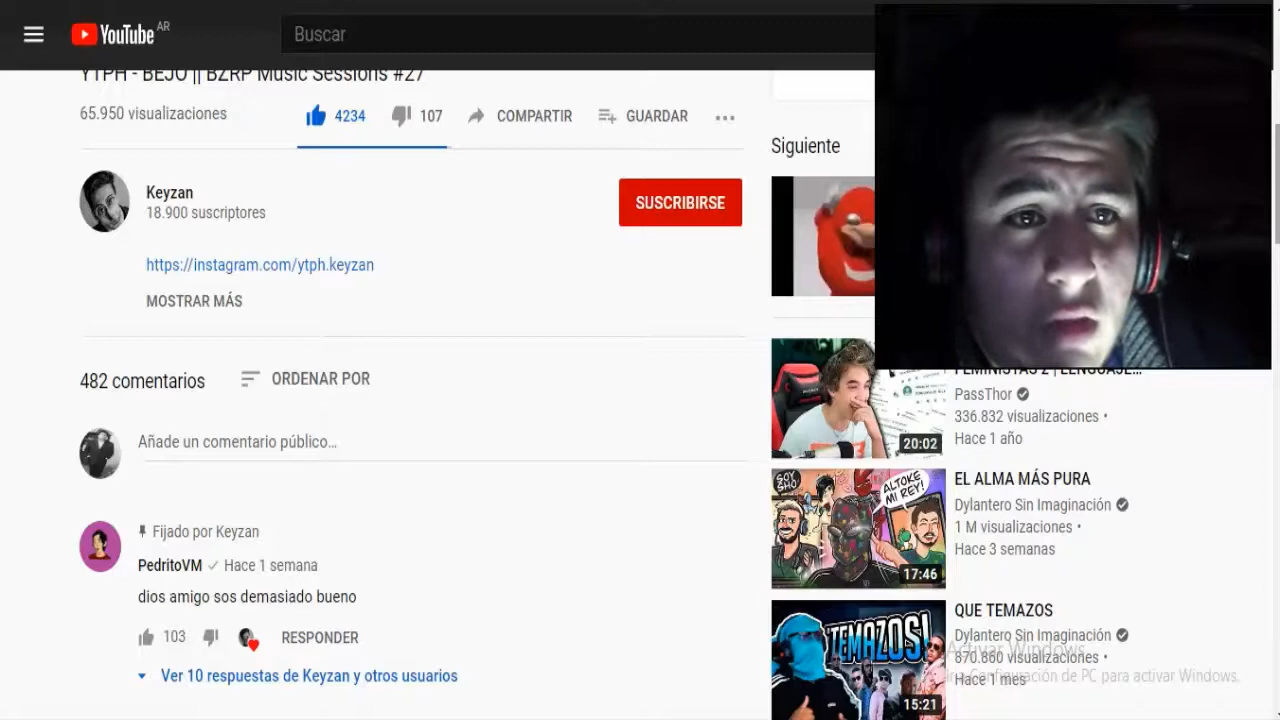 YouTube AR
Buscar
YTPH - BEJO || BZRP Music Sessions #27
65.950 visualizaciones
4234
107
COMPARTIR
GUARDAR
Keyzan
18.900 suscriptores
SUSCRIBIRSE
https://instagram.com/ytph.keyzan
MOSTRAR MÁS
482 comentarios
ORDENAR POR
Añade un comentario público...
Fijado por Keyzan
PedritoVM Hace 1 semana
dios amigo sos demasiado bueno
103
RESPONDER
Ver 10 respuestas de Keyzan y otros usuarios
Siguiente
20:02
FEMINISTAS 2 | LENGUAJE...
PassThor
336.832 visualizaciones •
Hace 1 año
SOY SHO
ALTOKE
MI REY!
17:46
EL ALMA MÁS PURA
Dylantero Sin Imaginación
1 M visualizaciones •
Hace 3 semanas
¡TEMAZOS!
15:21
QUE TEMAZOS
Dylantero Sin Imaginación
870.860 visualizaciones •
Hace 1 mes
Activar Windows
Configuración de PC para activar Windows.